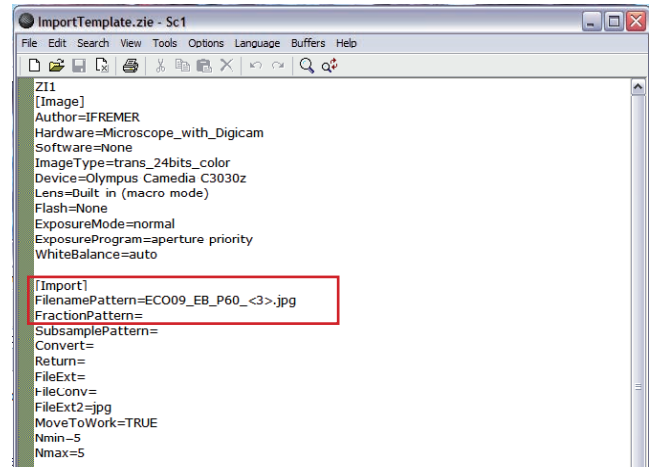 ImportTemplate.zie - Sc1
File Edit Search View Tools Options Language Buffers Help
ZI1
[Image]
Author=IFREMER
Hardware=Microscope_with_Digicam
Software=None
ImageType=trans_24bits_color
Device=Olympus Camedia C3030z
Lens=Built in (macro mode)
Flash=None
ExposureMode=normal
ExposureProgram=aperture priority
WhiteBalance=auto
[Import]
FilenamePattern=ECO09_EB_P60_<3>.jpg
FractionPattern=
SubsamplePattern=
Convert=
Return=
FileExt=
FileConv=
FileExt2=jpg
MoveToWork=TRUE
Nmin=5
Nmax=5